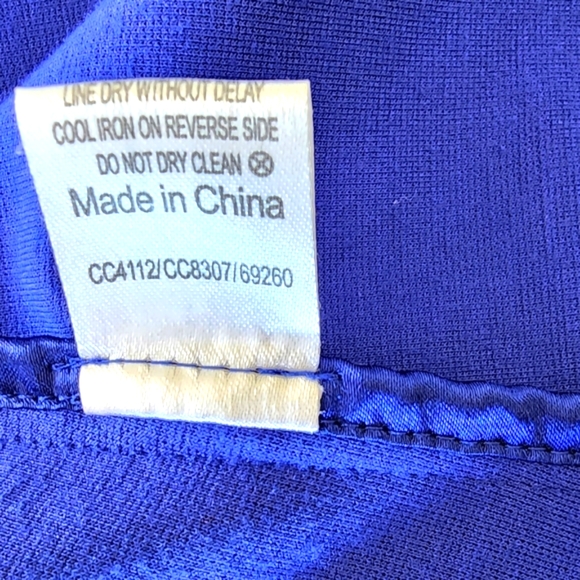 LINE DRY WITHOUT DELAY
COOL IRON ON REVERSE SIDE
DO NOT DRY CLEAN
Made in China
CC4112/CC8307/69260